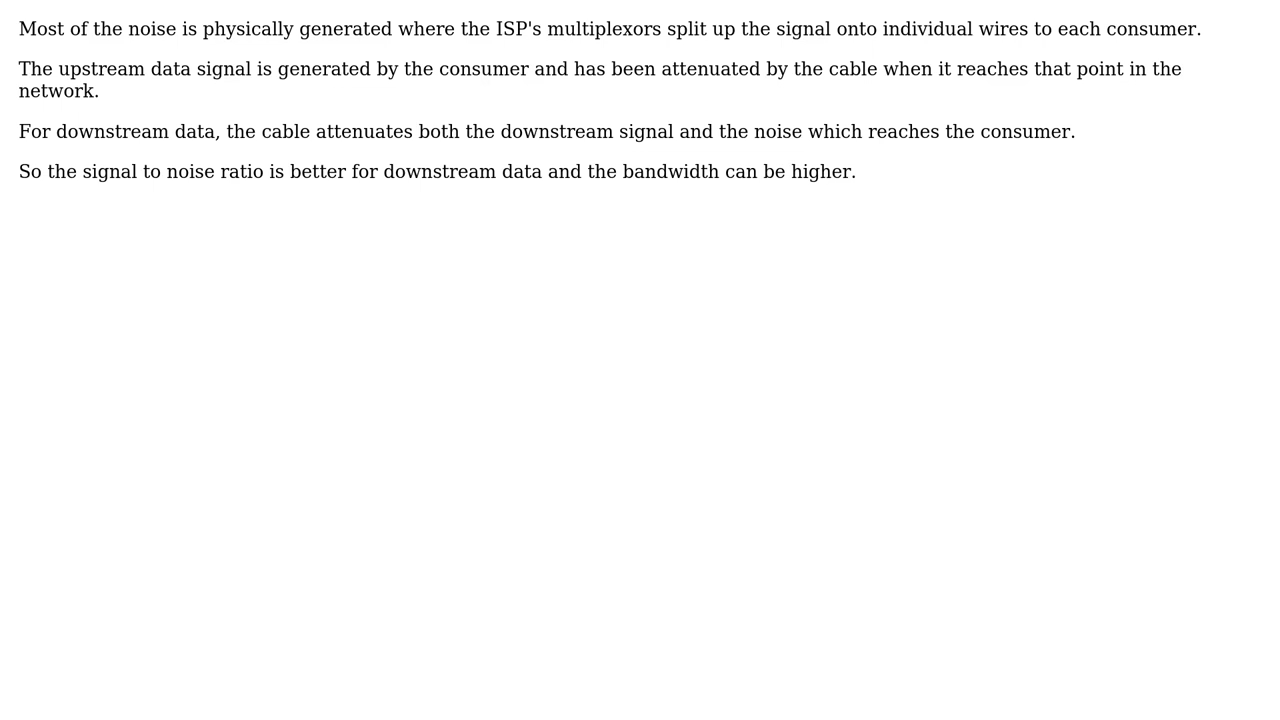 Most of the noise is physically generated where the ISP's multiplexors split up the signal onto individual wires to each consumer.
The upstream data signal is generated by the consumer and has been attenuated by the cable when it reaches that point in the
network.
For downstream data, the cable attenuates both the downstream signal and the noise which reaches the consumer.
So the signal to noise ratio is better for downstream data and the bandwidth can be higher.